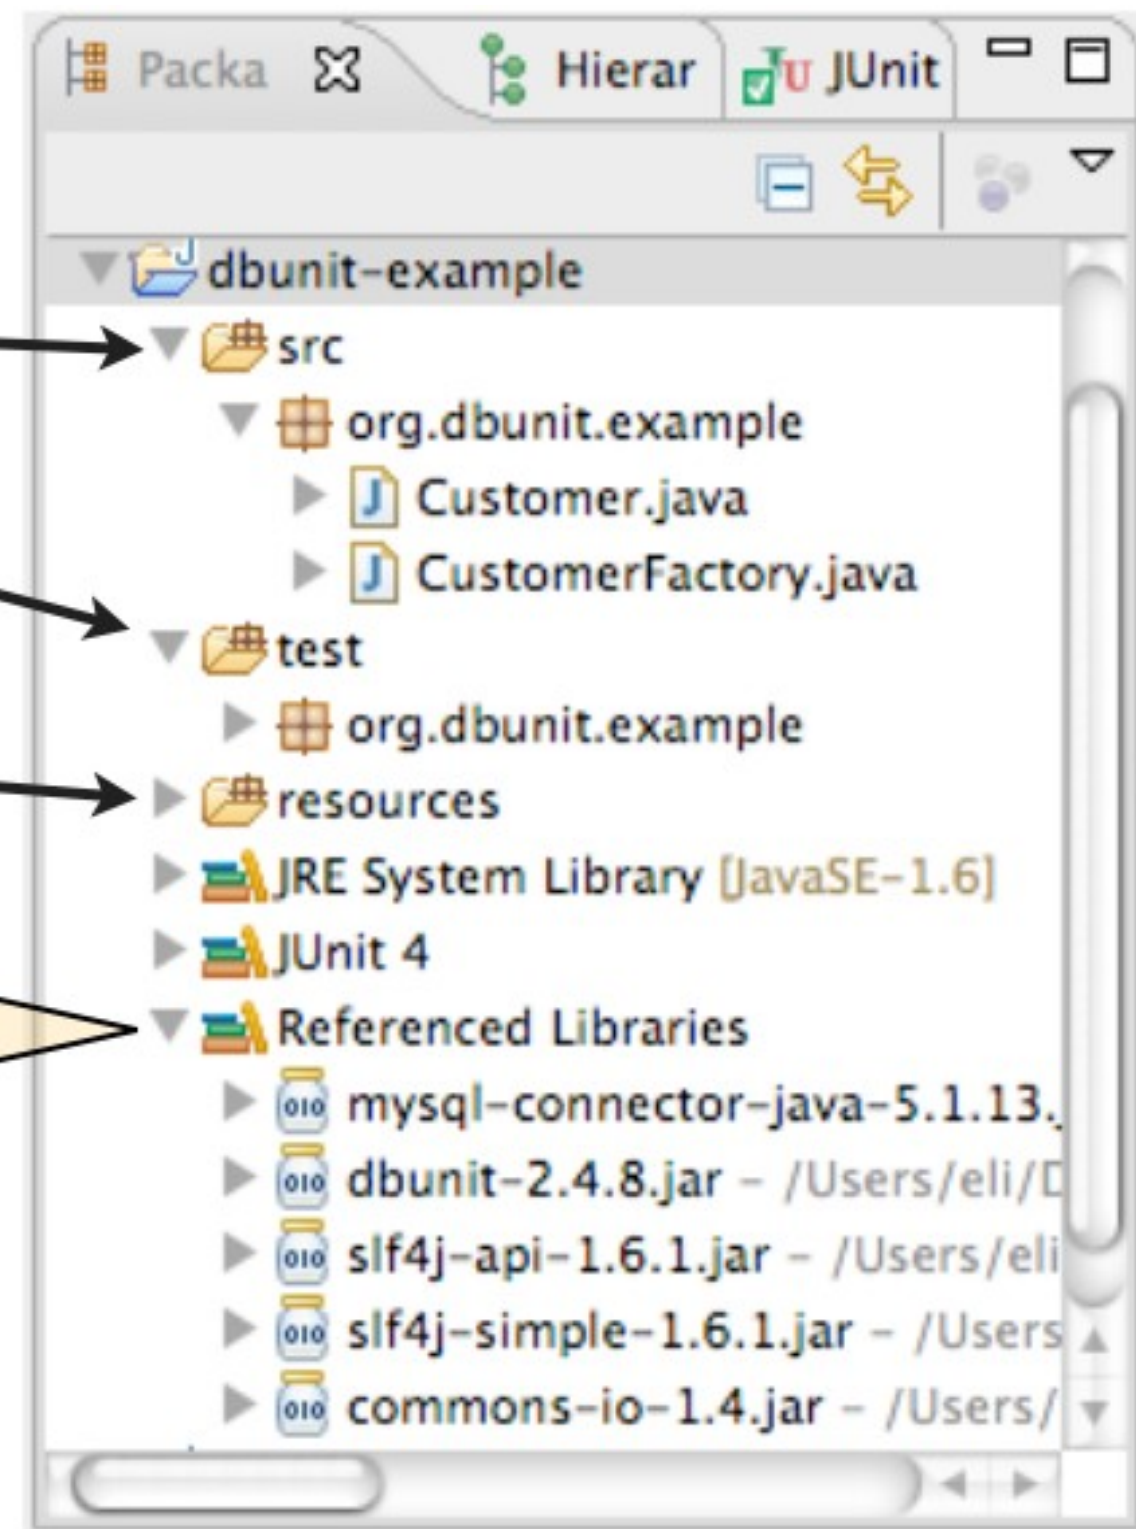 Packa Hierar JUnit
dbunit-example
src
org.dbunit.example
Customer.java
CustomerFactory.java
test
org.dbunit.example
resources
JRE System Library [JavaSE-1.6]
JUnit 4
Referenced Libraries
mysql-connector-java-5.1.13.
dbunit-2.4.8.jar - /Users/eli/D
slf4j-api-1.6.1.jar - /Users/eli
slf4j-simple-1.6.1.jar - /Users
commons-io-1.4.jar - /Users/